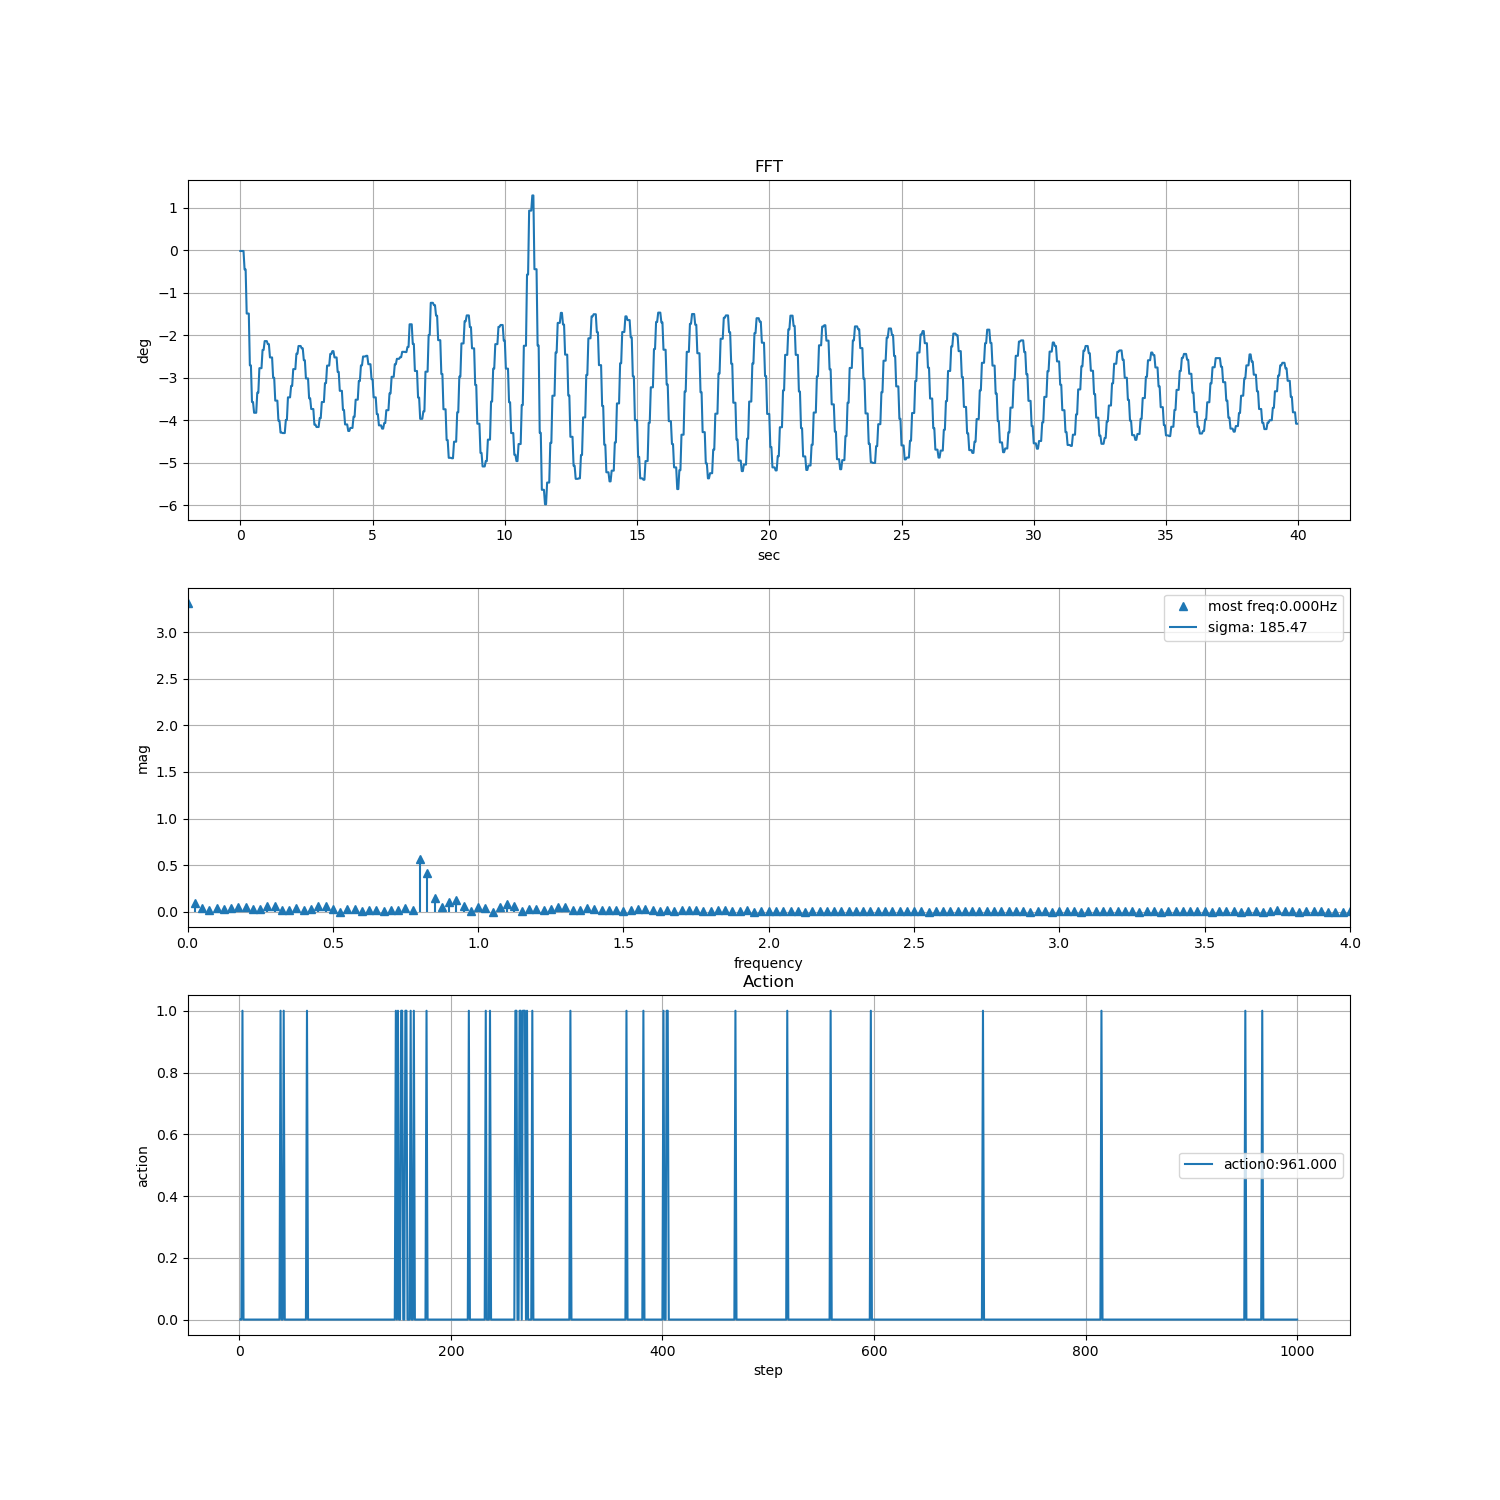 FFT
1
0
−1
−2
−3
−4
−5
−6
deg
0 5 10 15 20 25 30 35 40
sec
most freq:0.000Hz
sigma: 185.47
3.0
2.5
2.0
1.5
1.0
0.5
0.0
mag
0.0 0.5 1.0 1.5 2.0 2.5 3.0 3.5 4.0
frequency
Action
1.0
0.8
0.6
0.4
0.2
0.0
action
action0:961.000
0 200 400 600 800 1000
step